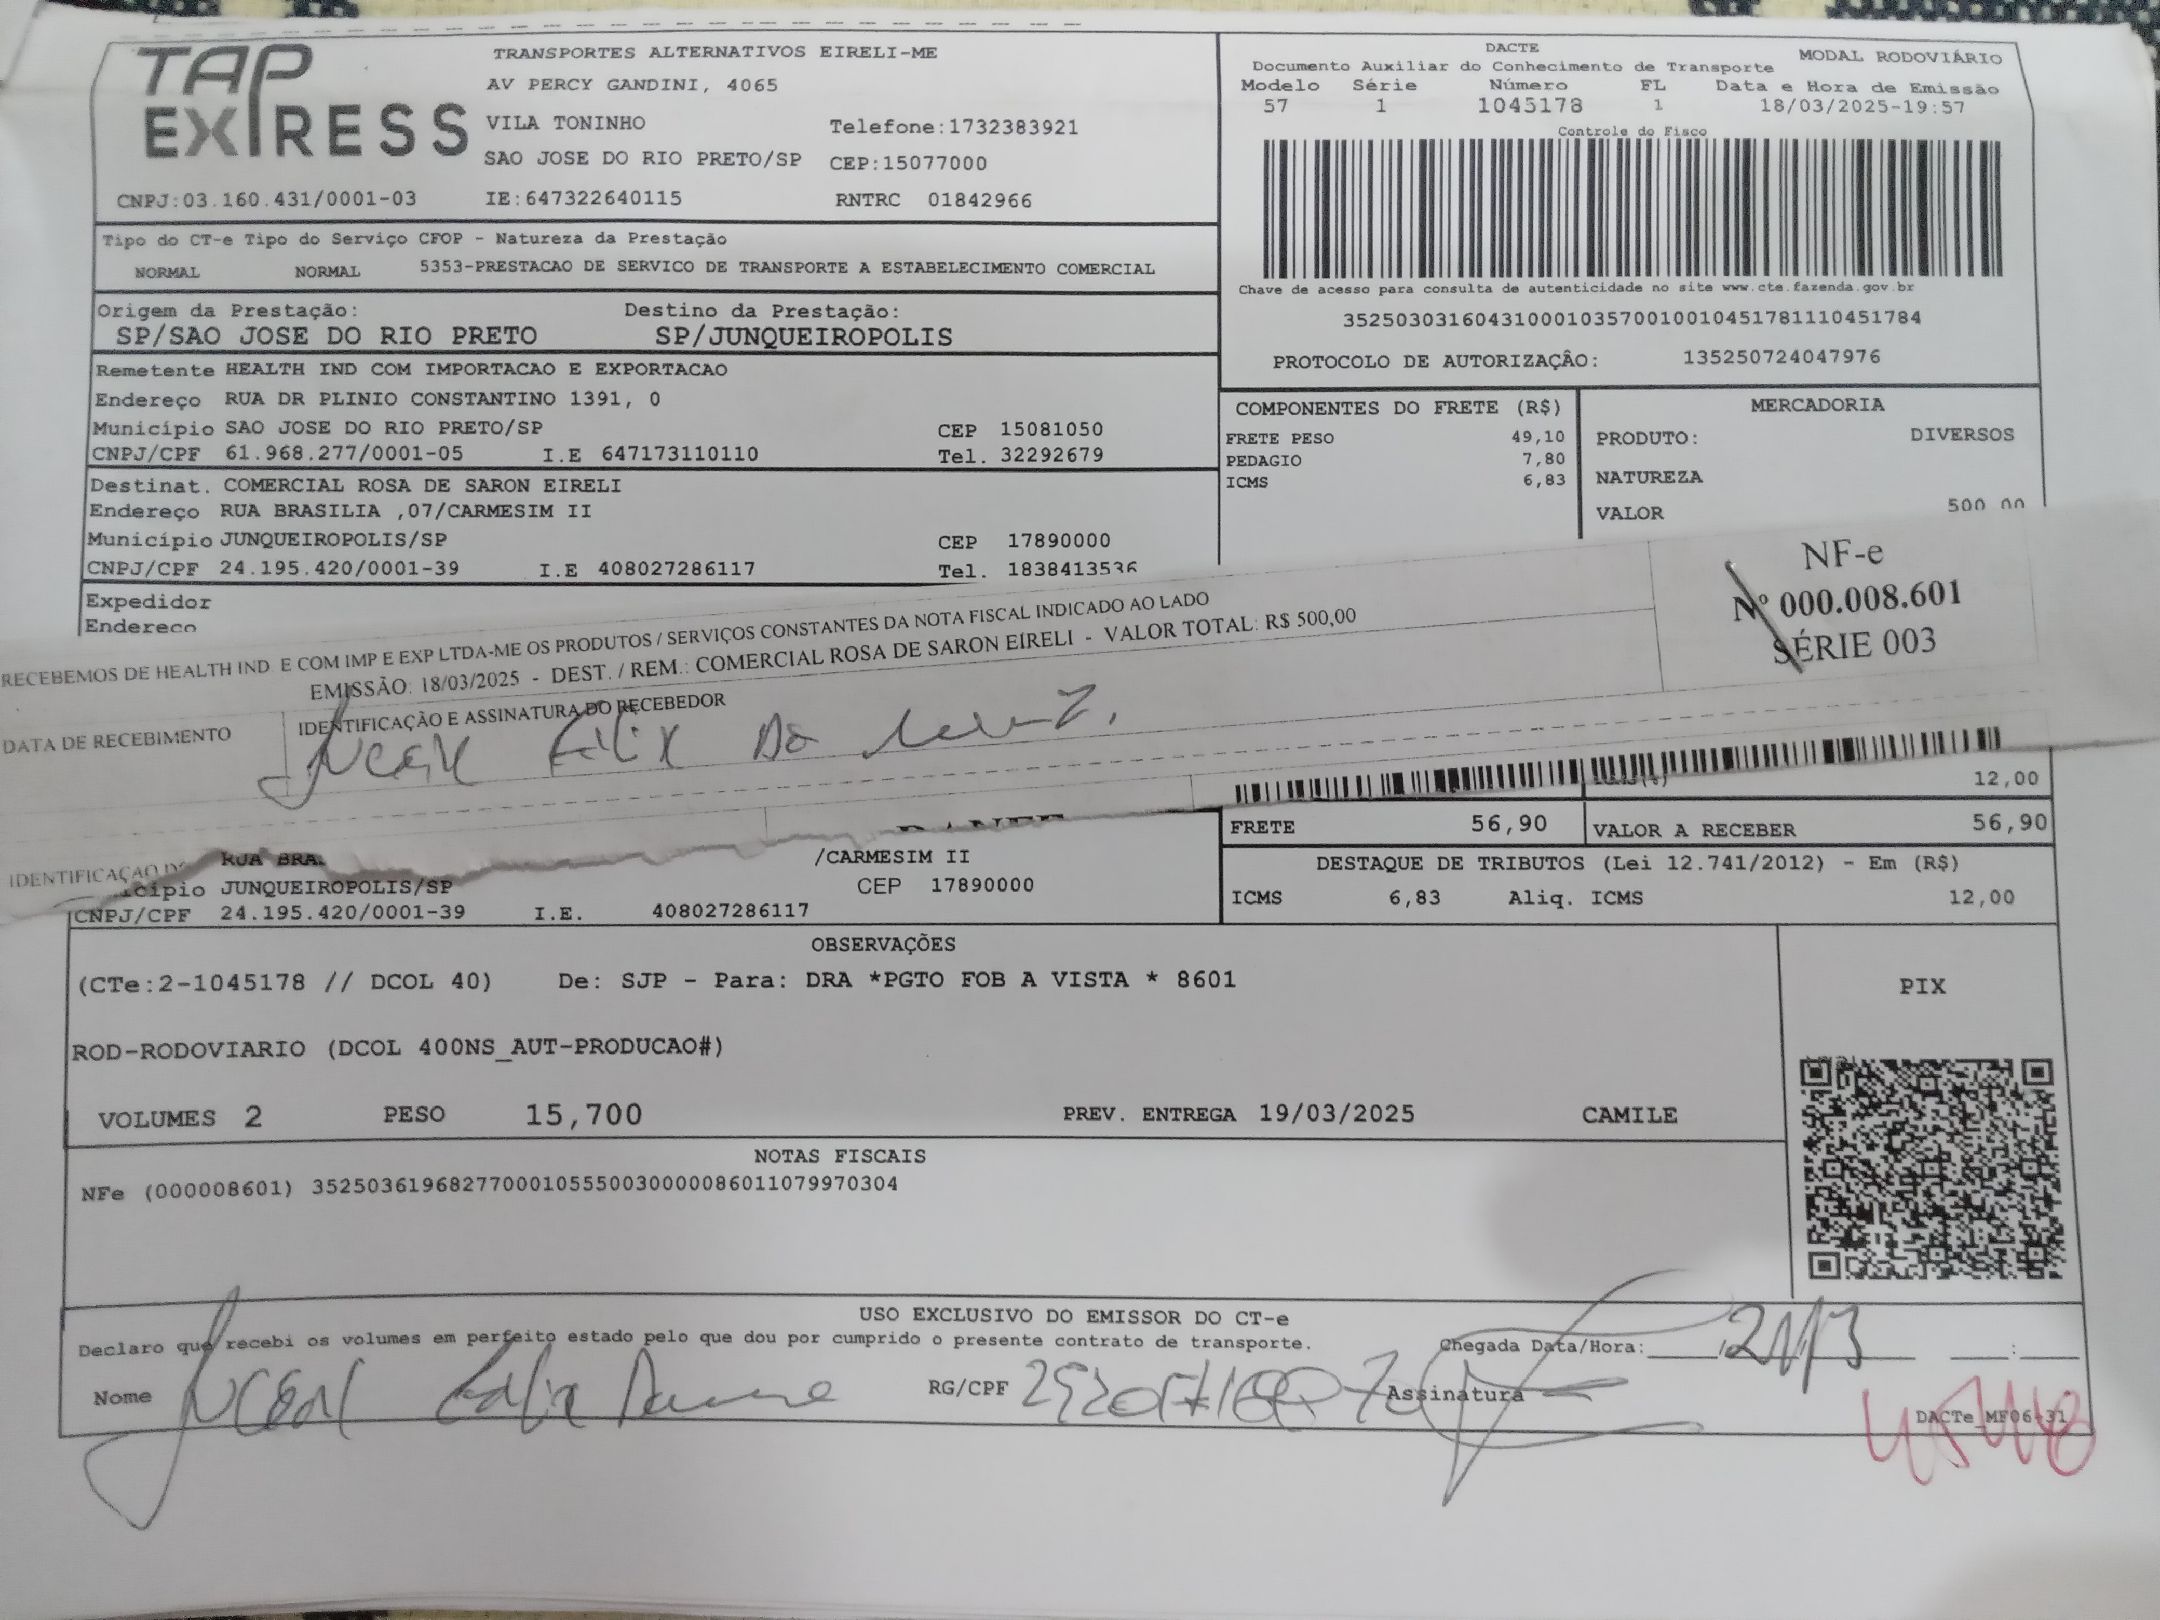 TAP EXPRESS
TRANSPORTES ALTERNATIVOS EIRELI-ME
AV PERCY GANDINI, 4065
VILA TONINHO Telefone:1732383921
SAO JOSE DO RIO PRETO/SP CEP:15077000
CNPJ:03.160.431/0001-03 IE:647322640115 RNTRC 01842966
DACTE MODAL RODOVIÁRIO
Documento Auxiliar do Conhecimento de Transporte
Modelo Série Número FL Data e Hora de Emissão
57 1 1045178 1 18/03/2025-19:57
Controle do Fisco
Chave de acesso para consulta de autenticidade no site www.cte.fazenda.gov.br
35250303160431000103570010010451781110451784
PROTOCOLO DE AUTORIZAÇÂO: 135250724047976
Tipo do CT-e Tipo do Serviço CFOP - Natureza da Prestação
NORMAL NORMAL 5353-PRESTACAO DE SERVICO DE TRANSPORTE A ESTABELECIMENTO COMERCIAL
Origem da Prestação: Destino da Prestação:
SP/SAO JOSE DO RIO PRETO SP/JUNQUEIROPOLIS
Remetente HEALTH IND COM IMPORTACAO E EXPORTACAO
Endereço RUA DR PLINIO CONSTANTINO 1391, 0
Município SAO JOSE DO RIO PRETO/SP CEP 15081050
CNPJ/CPF 61.968.277/0001-05 I.E 647173110110 Tel. 32292679
Destinat. COMERCIAL ROSA DE SARON EIRELI
Endereço RUA BRASILIA ,07/CARMESIM II
Município JUNQUEIROPOLIS/SP CEP 17890000
CNPJ/CPF 24.195.420/0001-39 I.E 408027286117 Tel. 1838413536
Expedidor
Endereco
COMPONENTES DO FRETE (R$)
FRETE PESO 49,10
PEDAGIO 7,80
ICMS 6,83
MERCADORIA
PRODUTO: DIVERSOS
NATUREZA
VALOR 500,00
RECEBEMOS DE HEALTH IND. E COM IMP E EXP LTDA-ME OS PRODUTOS / SERVIÇOS CONSTANTES DA NOTA FISCAL INDICADO AO LADO
EMISSÃO: 18/03/2025 - DEST. / REM.: COMERCIAL ROSA DE SARON EIRELI - VALOR TOTAL: R$ 500,00
DATA DE RECEBIMENTO IDENTIFICAÇÃO E ASSINATURA DO RECEBEDOR
NF-e
Nº 000.008.601
SÉRIE 003
12,00
FRETE 56,90 VALOR A RECEBER 56,90
DESTAQUE DE TRIBUTOS (Lei 12.741/2012) - Em (R$)
ICMS 6,83 Aliq. ICMS 12,00
RUA BRA /CARMESIM II
icípio JUNQUEIROPOLIS/SP CEP 17890000
CNPJ/CPF 24.195.420/0001-39 I.E. 408027286117
OBSERVAÇÕES
(CTe:2-1045178 // DCOL 40) De: SJP - Para: DRA *PGTO FOB A VISTA * 8601
ROD-RODOVIARIO (DCOL 400NS_AUT-PRODUCAO#)
VOLUMES 2 PESO 15,700 PREV. ENTREGA 19/03/2025 CAMILE
PIX
NOTAS FISCAIS
NFe (000008601) 35250361968277000105550030000086011079970304
USO EXCLUSIVO DO EMISSOR DO CT-e
Declaro que recebi os volumes em perfeito estado pelo que dou por cumprido o presente contrato de transporte. Chegada Data/Hora:
Nome RG/CPF Assinatura
DACTe_MF06-31